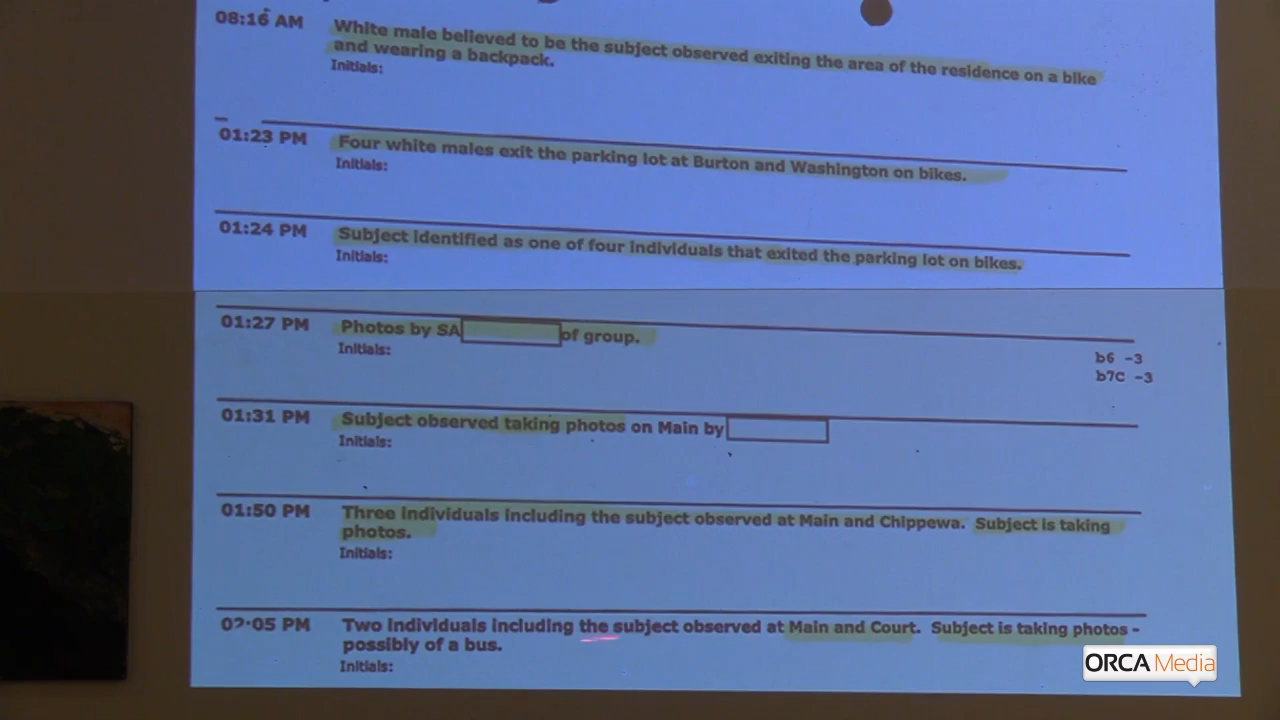 08:16 AM White male believed to be the subject observed exiting the area of the residence on a bike
and wearing a backpack.
Initials:
01:23 PM Four white males exit the parking lot at Burton and Washington on bikes.
Initials:
01:24 PM Subject identified as one of four individuals that exited the parking lot on bikes.
Initials:
01:27 PM Photos by SA of group.
Initials:
b6 -3
b7C -3
01:31 PM Subject observed taking photos on Main by
Initials:
01:50 PM Three individuals including the subject observed at Main and Chippewa. Subject is taking
photos.
Initials:
02:05 PM Two individuals including the subject observed at Main and Court. Subject is taking photos -
possibly of a bus.
Initials:
ORCA Media